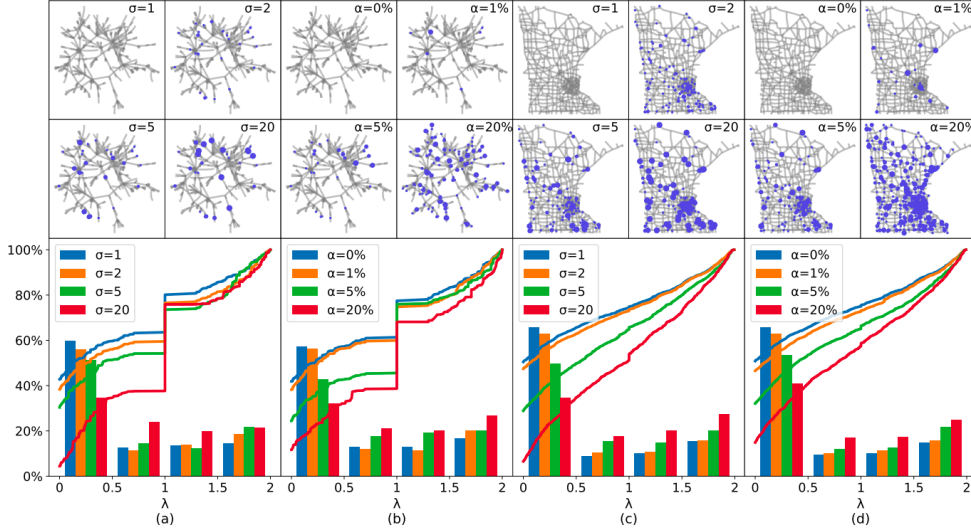 σ=1 σ=2 α=0% α=1% σ=1 σ=2 α=0% α=1%
σ=5 σ=20 α=5% α=20% σ=5 σ=20 α=5% α=20%
100%
80%
60%
40%
20%
0%
σ=1
σ=2
σ=5
σ=20
α=0%
α=1%
α=5%
α=20%
σ=1
σ=2
σ=5
σ=20
α=0%
α=1%
α=5%
α=20%
0 0.5 1 1.5 2 0 0.5 1 1.5 2 0 0.5 1 1.5 2 0 0.5 1 1.5 2
λ λ λ λ
(a) (b) (c) (d)